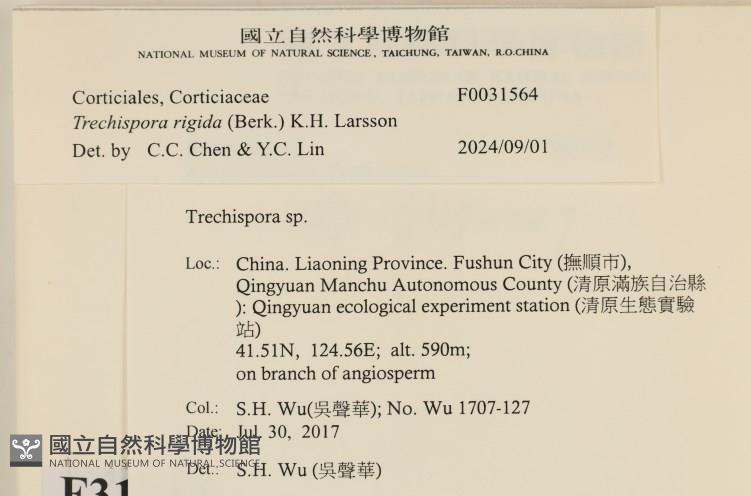 國立自然科學博物館
NATIONAL MUSEUM OF NATURAL SCIENCE, TAICHUNG, TAIWAN, R.O.CHINA
Corticiales, Corticiaceae F0031564
Trechispora rigida (Berk.) K.H. Larsson
Det. by C.C. Chen & Y.C. Lin 2024/09/01
Trechispora sp.
Loc.: China. Liaoning Province. Fushun City (撫順市),
Qingyuan Manchu Autonomous County (清原滿族自治縣
): Qingyuan ecological experiment station (清原生態實驗
站)
41.51N, 124.56E; alt. 590m;
on branch of angiosperm
Col.: S.H. Wu(吳聲華); No. Wu 1707-127
Date: Jul. 30, 2017
國立自然科學博物館
NATIONAL MUSEUM OF NATURAL SCIENCE
Det.: S.H. Wu (吳聲華)